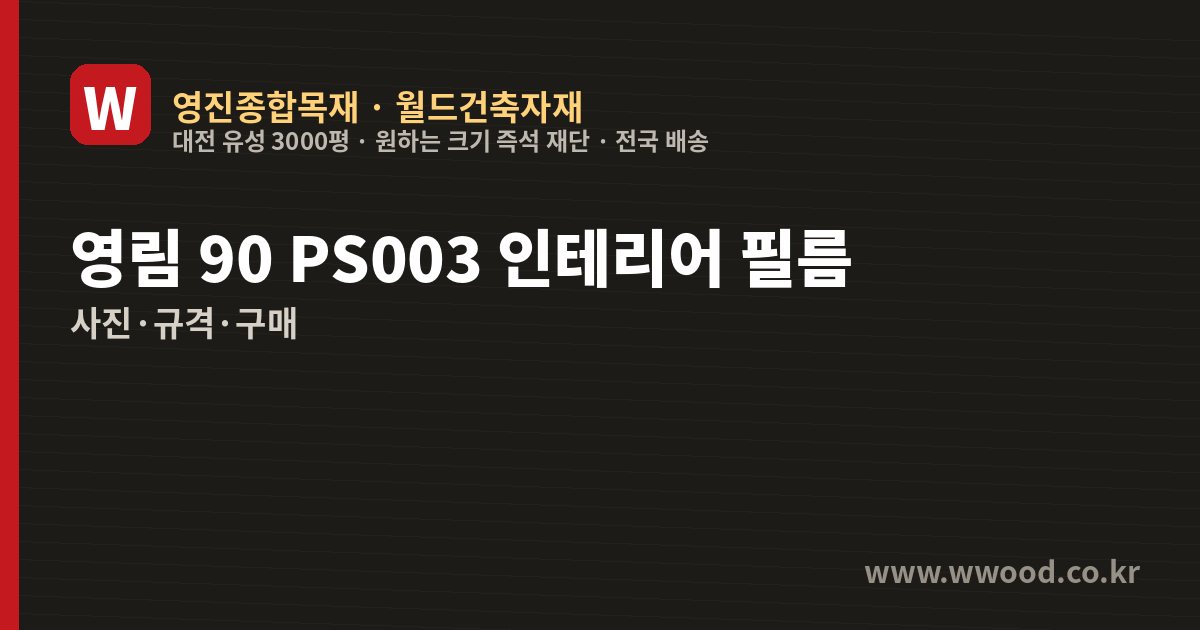 W
영진종합목재 · 월드건축자재
대전 유성 3000평 · 원하는 크기 즉석 재단 · 전국 배송
영림 90 PS003 인테리어 필름
사진·규격·구매
www.wwood.co.kr